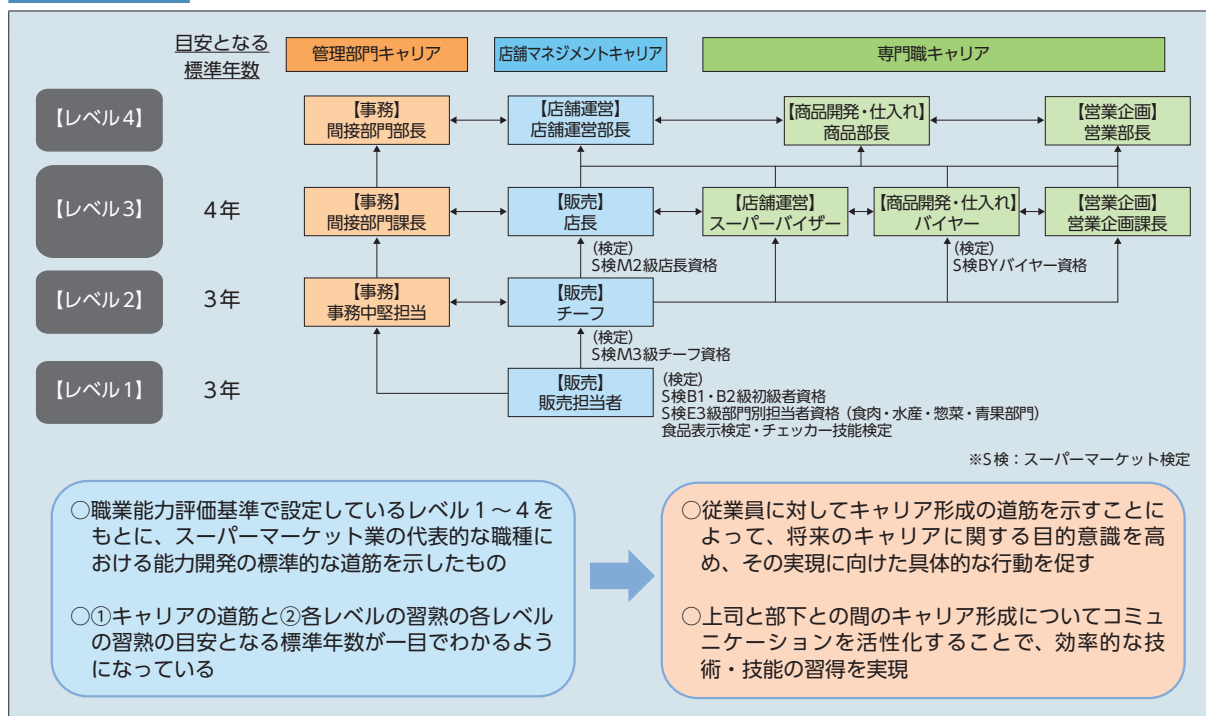 目安となる
標準年数
管理部門キャリア
店舗マネジメントキャリア
専門職キャリア
【レベル4】
【事務】
間接部門部長
【店舗運営】
店舗運営部長
【商品開発・仕入れ】
商品部長
【営業企画】
営業部長
【レベル3】
4年
【事務】
間接部門課長
【販売】
店長
【店舗運営】
スーパーバイザー
【商品開発・仕入れ】
バイヤー
【営業企画】
営業企画課長
(検定)
S検M2級店長資格
(検定)
S検BYバイヤー資格
【レベル2】
3年
【事務】
事務中堅担当
【販売】
チーフ
(検定)
S検M3級チーフ資格
【レベル1】
3年
【販売】
販売担当者
(検定)
S検B1・B2級初級者資格
S検E3級部門別担当者資格(食肉・水産・惣菜・青果部門)
食品表示検定・チェッカー技能検定
※S検：スーパーマーケット検定
○職業能力評価基準で設定しているレベル1～4を
もとに、スーパーマーケット業の代表的な職種に
おける能力開発の標準的な道筋を示したもの
○①キャリアの道筋と②各レベルの習熟の各レベル
の習熟の目安となる標準年数が一目でわかるよう
になっている
○従業員に対してキャリア形成の道筋を示すことに
よって、将来のキャリアに関する目的意識を高
め、その実現に向けた具体的な行動を促す
○上司と部下との間のキャリア形成についてコミュ
ニケーションを活性化することで、効率的な技
術・技能の習得を実現